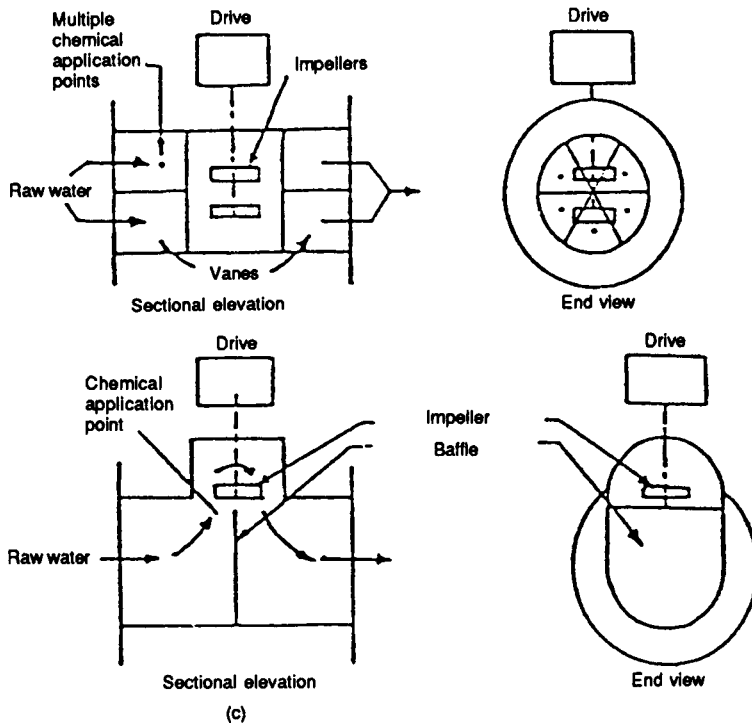 Multiple
chemical
application
points
Drive
Impellers
Raw water
Vanes
Sectional elevation
Drive
End view
Drive
Chemical
application
point
Impeller
Baffle
Raw water
Sectional elevation
(c)
Drive
End view